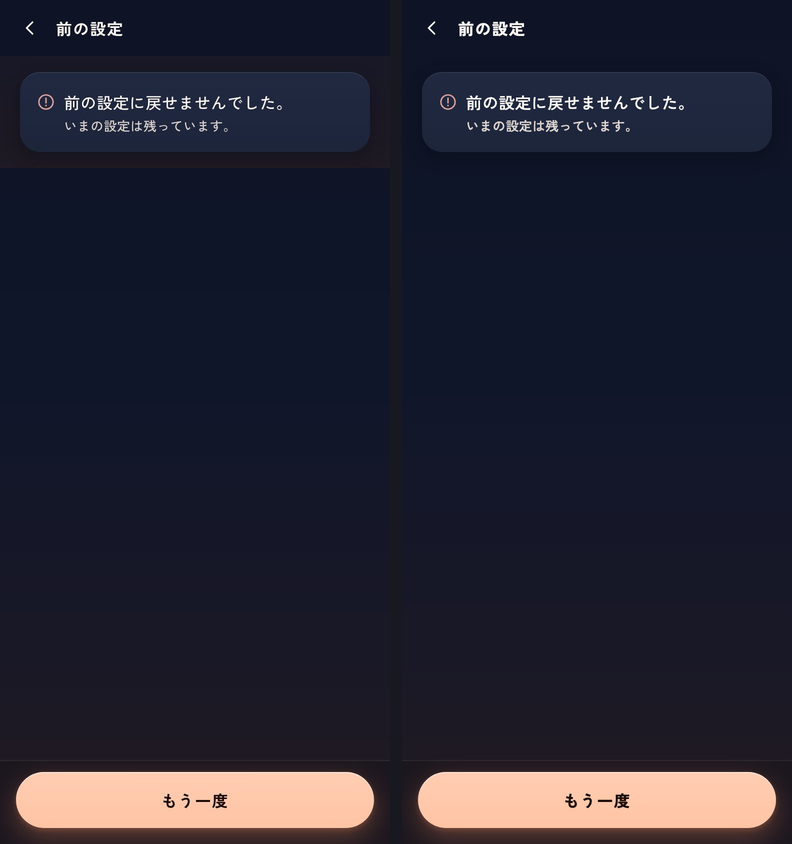 前の設定
前の設定に戻せませんでした。
いまの設定は残っています。
もう一度
前の設定
前の設定に戻せませんでした。
いまの設定は残っています。
もう一度